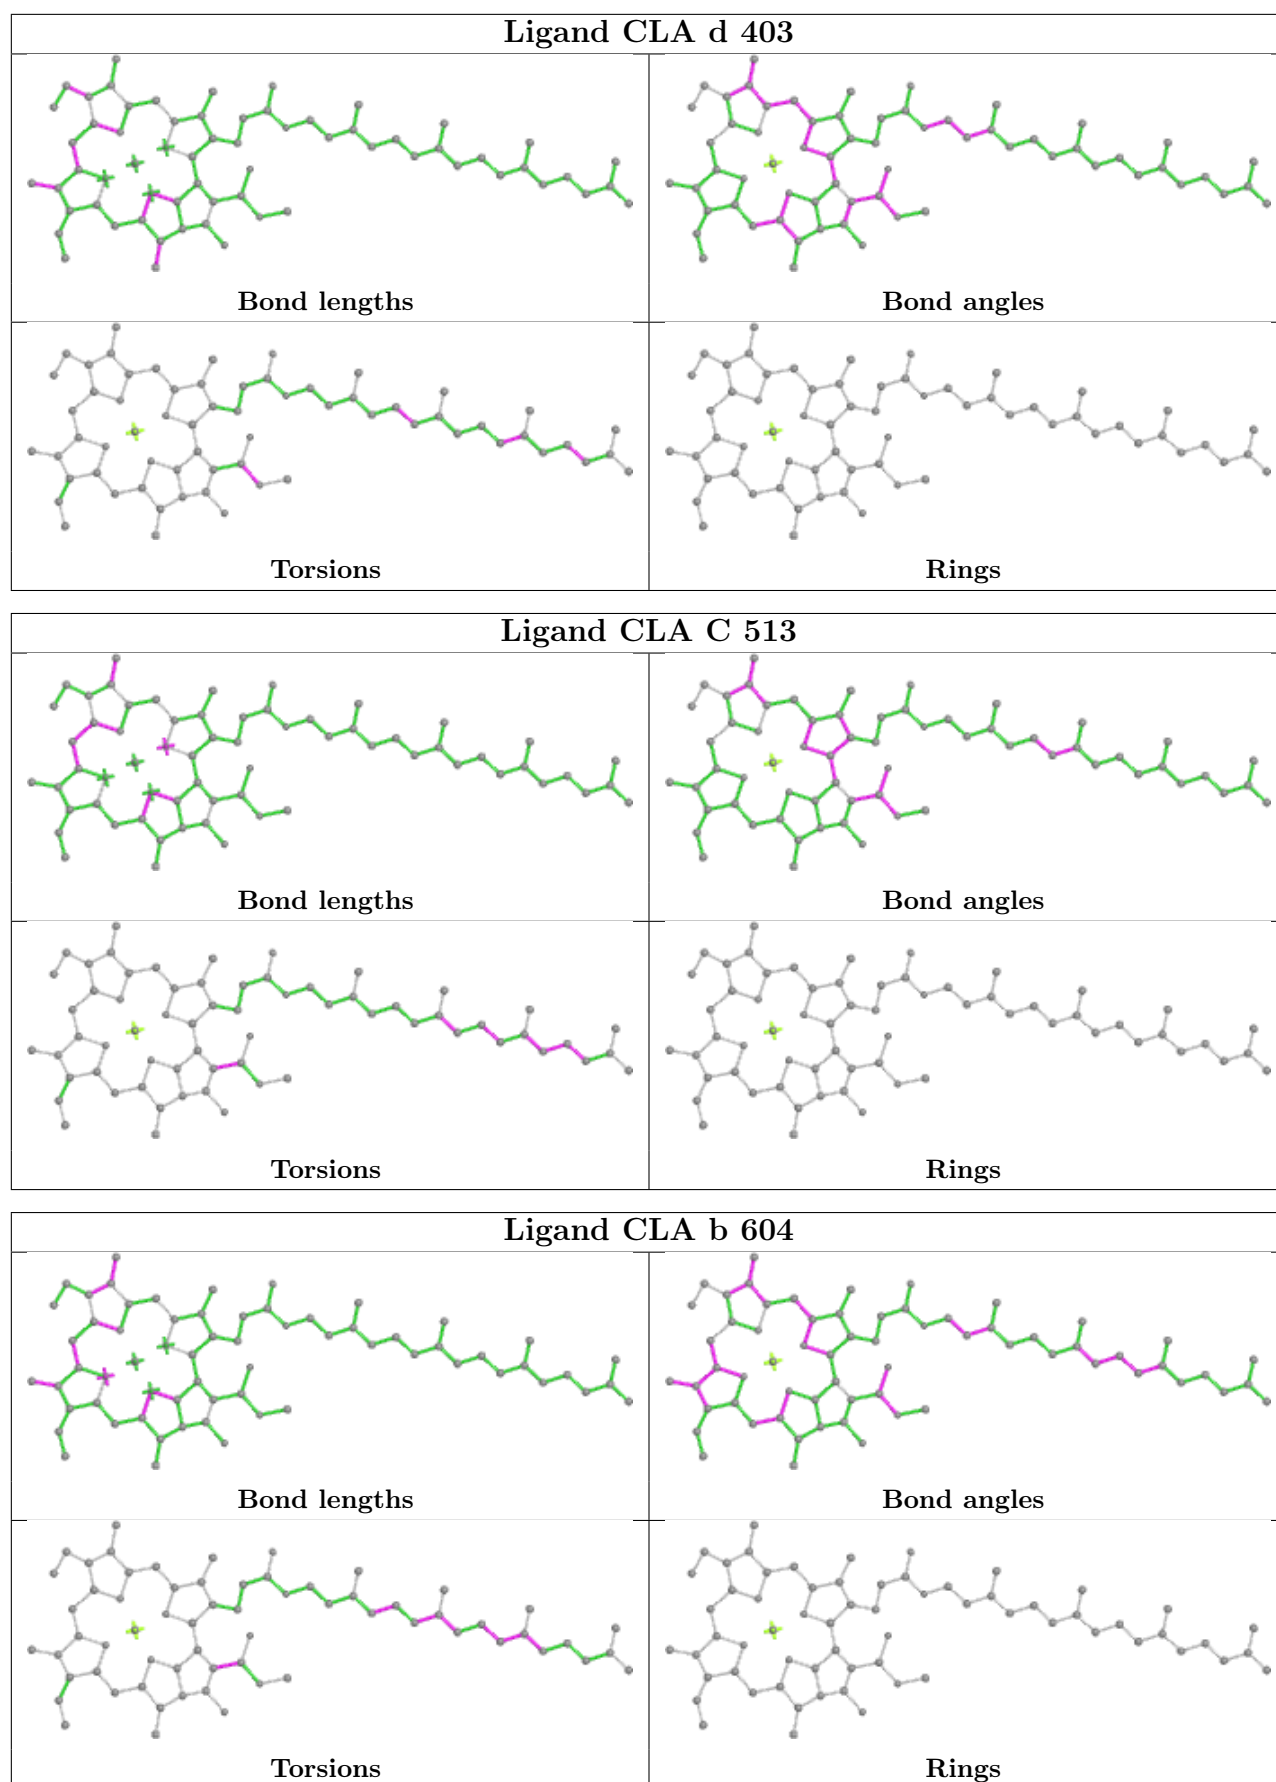 Ligand CLA d 403
Bond lengths
Bond angles
Torsions
Rings
Ligand CLA C 513
Bond lengths
Bond angles
Torsions
Rings
Ligand CLA b 604
Bond lengths
Bond angles
Torsions
Rings